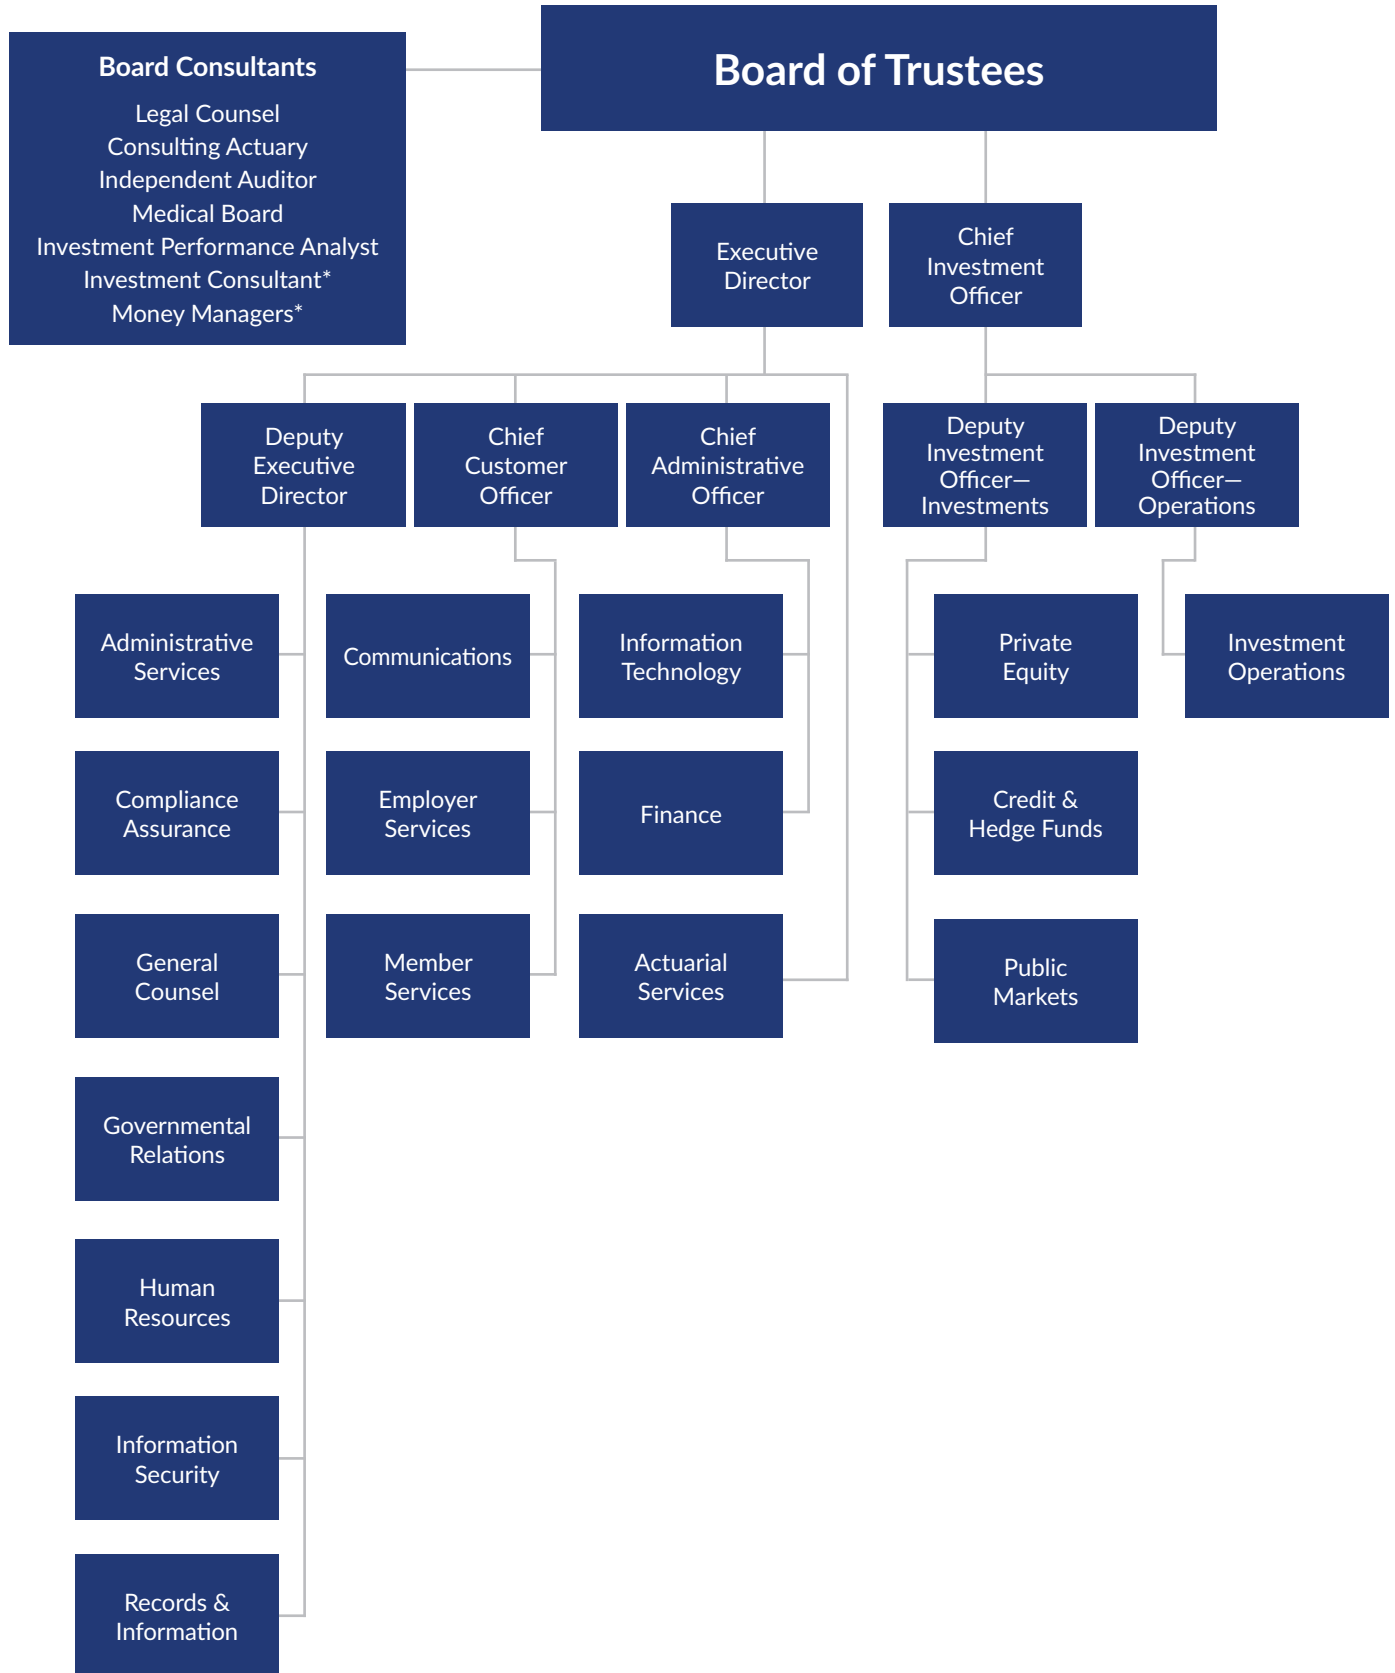 Board Consultants
Legal Counsel
Consulting Actuary
Independent Auditor
Medical Board
Investment Performance Analyst
Investment Consultant*
Money Managers*
Board of Trustees
Executive
Director
Chief
Investment
Officer
Deputy
Executive
Director
Chief
Customer
Officer
Chief
Administrative
Officer
Deputy
Investment
Officer—
Investments
Deputy
Investment
Officer—
Operations
Administrative
Services
Communications
Information
Technology
Private
Equity
Investment
Operations
Compliance
Assurance
Employer
Services
Finance
Credit &
Hedge Funds
General
Counsel
Member
Services
Actuarial
Services
Public
Markets
Governmental
Relations
Human
Resources
Information
Security
Records &
Information